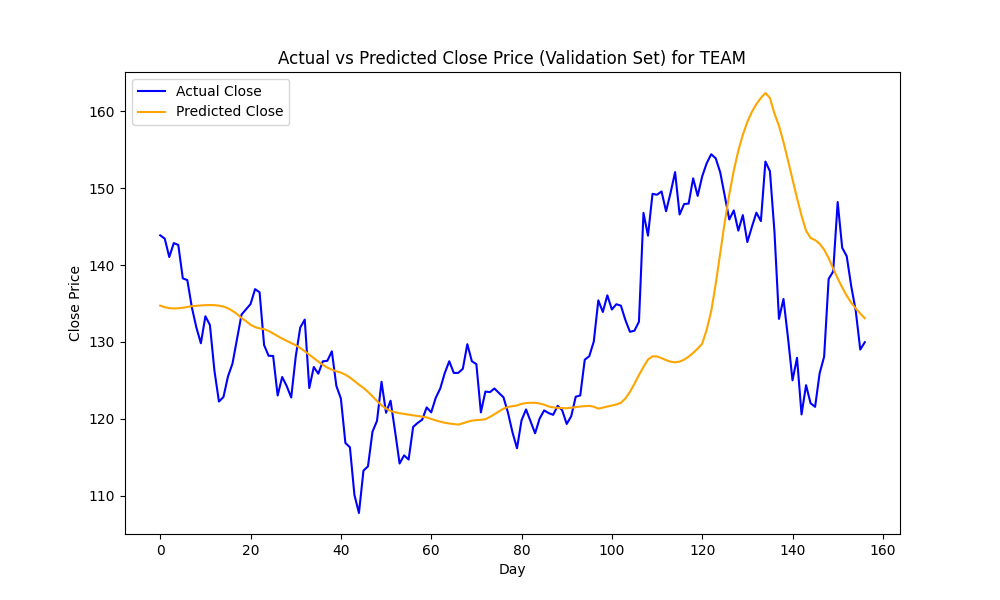 Actual vs Predicted Close Price (Validation Set) for TEAM
Actual Close
Predicted Close
Close Price
160
150
140
130
120
110
0 20 40 60 80 100 120 140 160
Day